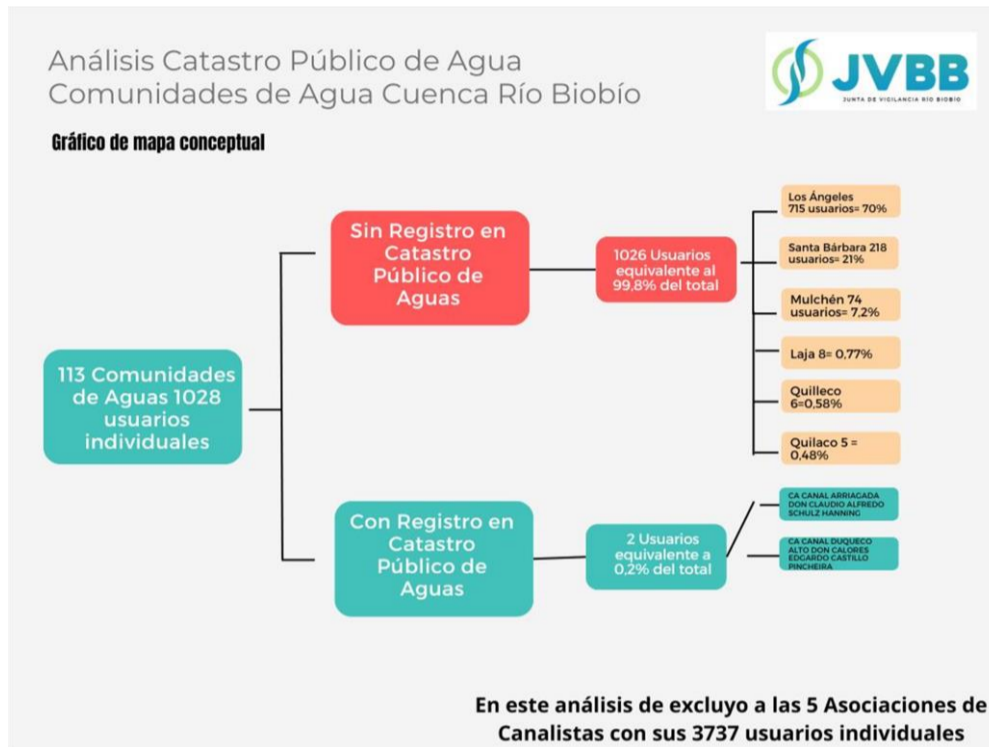 Análisis Catastro Público de Agua
Comunidades de Agua Cuenca Río Biobío
JVBB
JUNTA DE VIGILANCIA RÍO BIOBÍO
Gráfico de mapa conceptual
113 Comunidades
de Aguas 1028
usuarios
individuales
Sin Registro en
Catastro
Público de
Aguas
1026 Usuarios
equivalente al
99,8% del total
Los Ángeles
715 usuarios= 70%
Santa Bárbara 218
usuarios= 21%
Mulchén 74
usuarios= 7,2%
Laja 8= 0,77%
Quilleco
6=0,58%
Quilaco 5 =
0,48%
Con Registro en
Catastro
Público de
Aguas
2 Usuarios
equivalente a
0,2% del total
CA CANAL ARRIAGADA
DON CLAUDIO ALFREDO
SCHULZ HANNING
CA CANAL DUQUECO
ALTO DON CALORES
EDGARDO CASTILLO
PINCHEIRA
En este análisis de excluyo a las 5 Asociaciones de
Canalistas con sus 3737 usuarios individuales